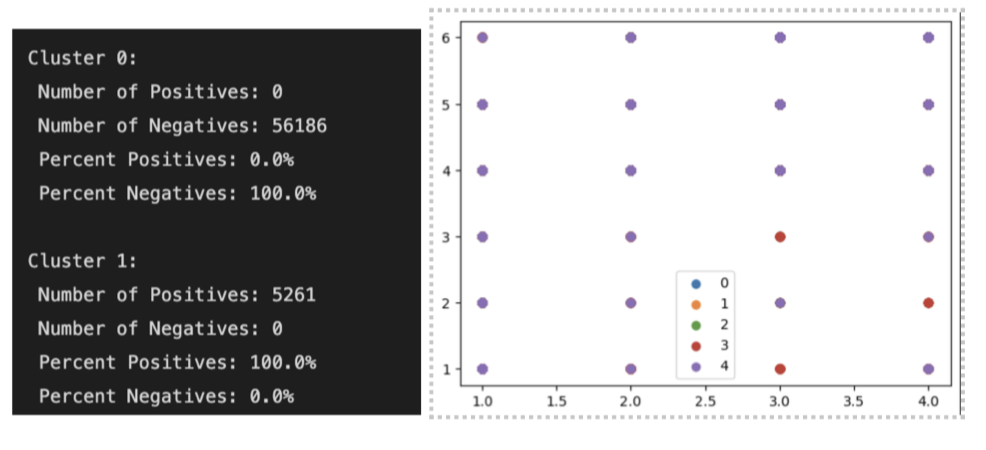 Cluster 0:
Number of Positives: 0
Number of Negatives: 56186
Percent Positives: 0.0%
Percent Negatives: 100.0%
Cluster 1:
Number of Positives: 5261
Number of Negatives: 0
Percent Positives: 100.0%
Percent Negatives: 0.0%
6
5
4
3
2
1
0
1
2
3
4
1.0 1.5 2.0 2.5 3.0 3.5 4.0